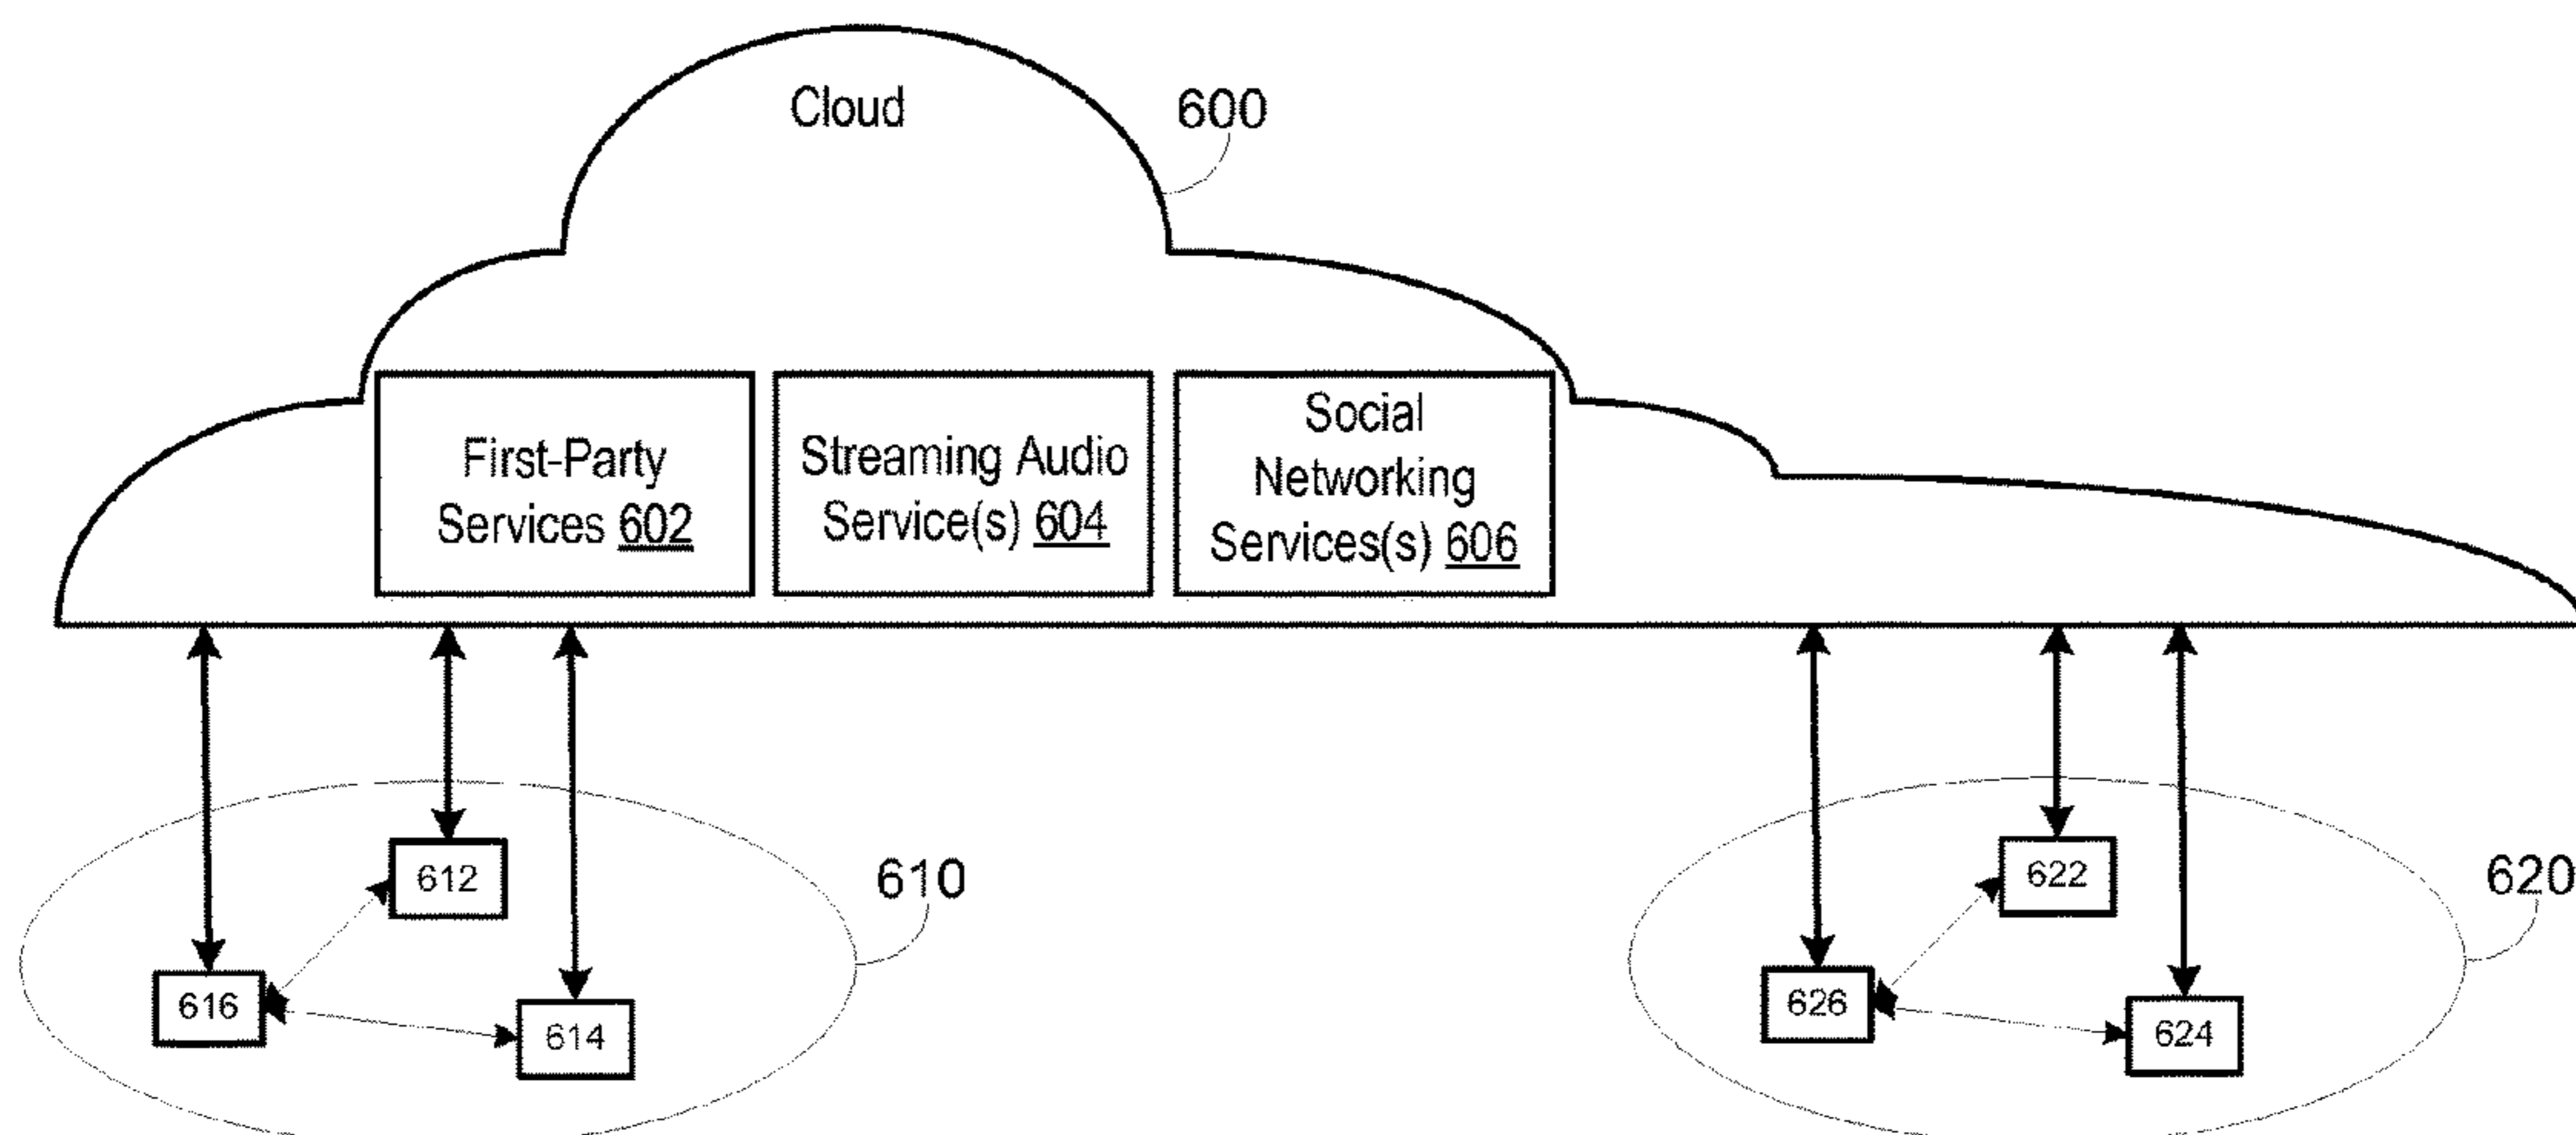 Cloud
600
First-Party
Services 602
Streaming Audio
Service(s) 604
Social
Networking
Services(s) 606
610
612
616
614
620
622
626
624